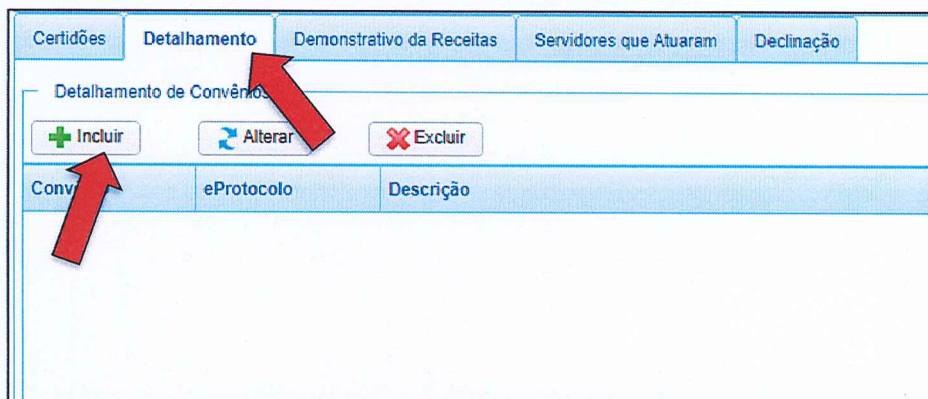 Certidões Detalhamento Demonstrativo da Receitas Servidores que Atuaram Declinação
Detalhamento de Convênios
Incluir Alterar Excluir
eProtocolo Descrição